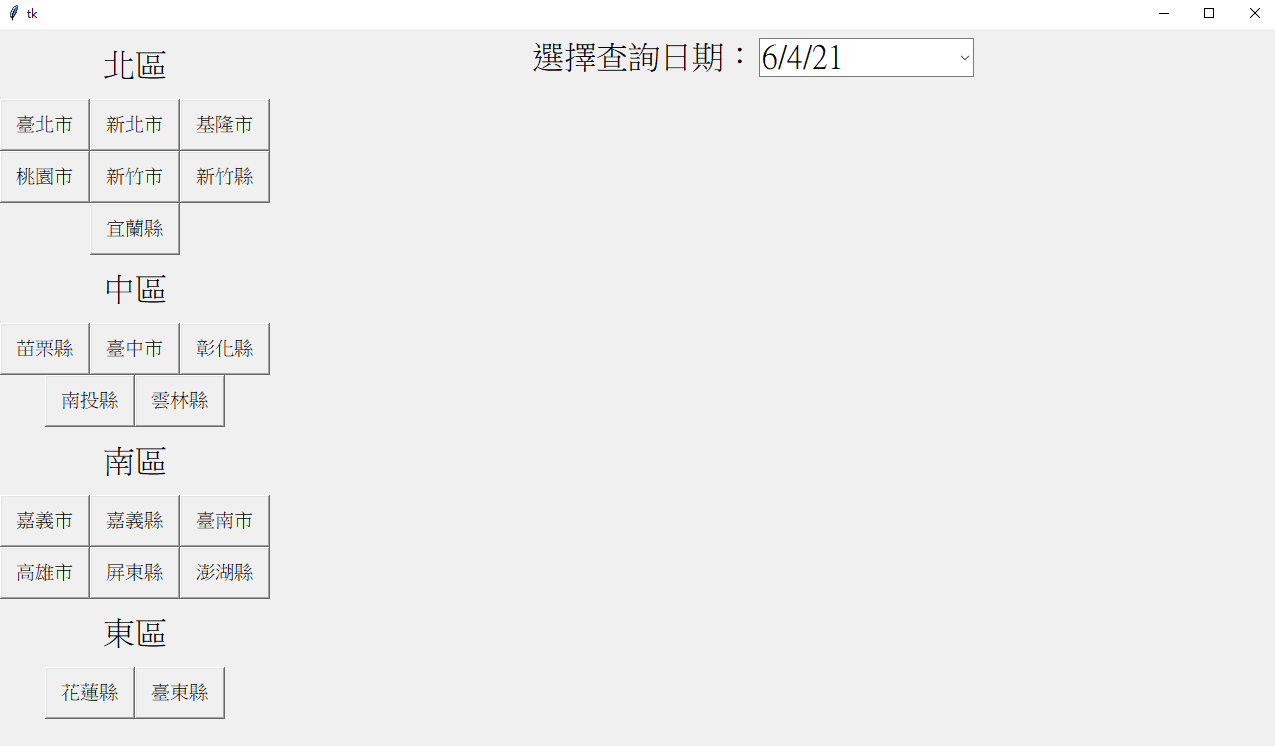 tk
選擇查詢日期：6/4/21
北區
臺北市 新北市 基隆市
桃園市 新竹市 新竹縣
宜蘭縣
中區
苗栗縣 臺中市 彰化縣
南投縣 雲林縣
南區
嘉義市 嘉義縣 臺南市
高雄市 屏東縣 澎湖縣
東區
花蓮縣 臺東縣